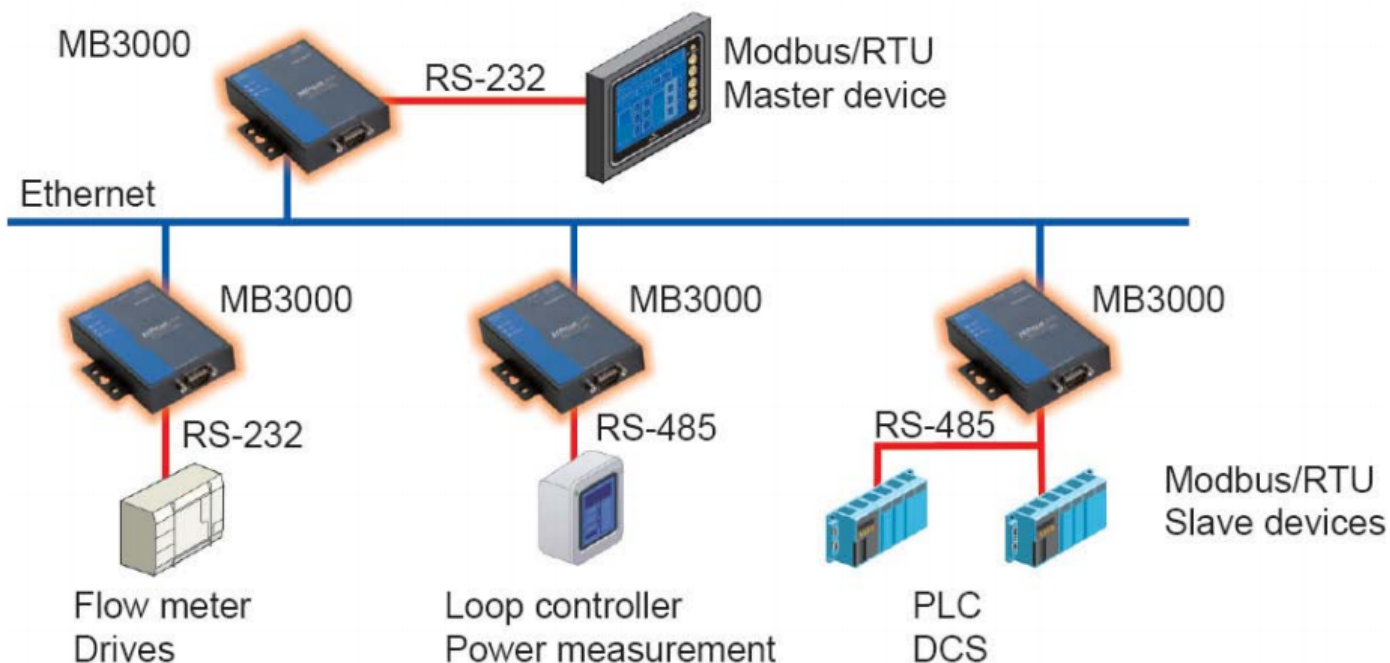 MB3000
RS-232
Modbus/RTU
Master device
Ethernet
MB3000
MB3000
MB3000
RS-232
RS-485
RS-485
Modbus/RTU
Slave devices
Flow meter
Drives
Loop controller
Power measurement
PLC
DCS